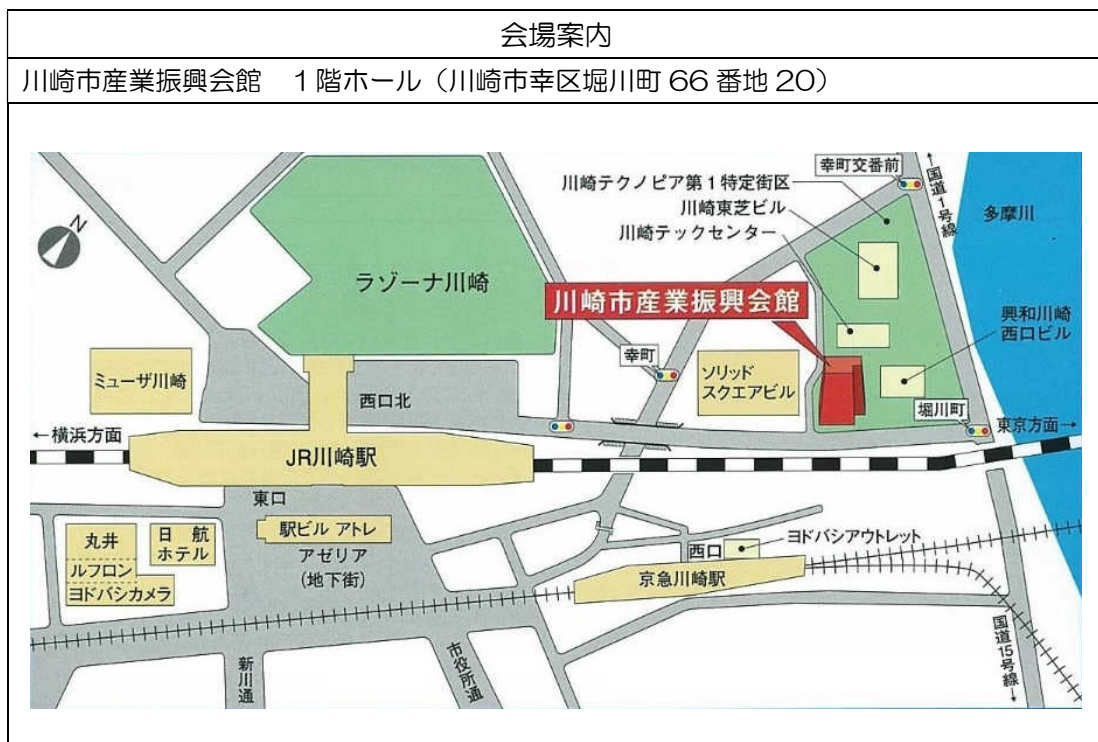 会場案内
川崎市産業振興会館 1階ホール（川崎市幸区堀川町 66 番地 20）
N
幸町交番前
←国道1号線
川崎テクノピア第1特定街区
川崎東芝ビル
川崎テックセンター
多摩川
ラゾーナ川崎
川崎市産業振興会館
興和川崎
西口ビル
幸町
ミューザ川崎
ソリッド
スクエアビル
西口北
堀川町
←横浜方面
東京方面→
JR川崎駅
東口
駅ビル アトレ
丸井
日 航
ホテル
アゼリア
(地下街)
ルフロン
ヨドバシカメラ
西口
ヨドバシアウトレット
京急川崎駅
新川通
市役所通
国道15号線→